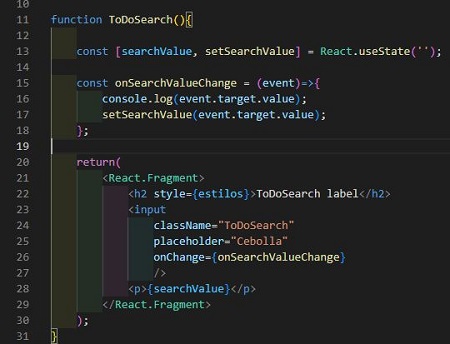 10
11 function ToDoSearch(){
12
13     const [searchValue, setSearchValue] = React.useState('');
14
15     const onSearchValueChange = (event)=>{
16         console.log(event.target.value);
17         setSearchValue(event.target.value);
18     };
19
20     return(
21         <React.Fragment>
22             <h2 style={estilos}>ToDoSearch label</h2>
23             <input
24                 className="ToDoSearch"
25                 placeholder="Cebolla"
26                 onChange={onSearchValueChange}
27                 />
28             <p>{searchValue}</p>
29         </React.Fragment>
30     );
31 }